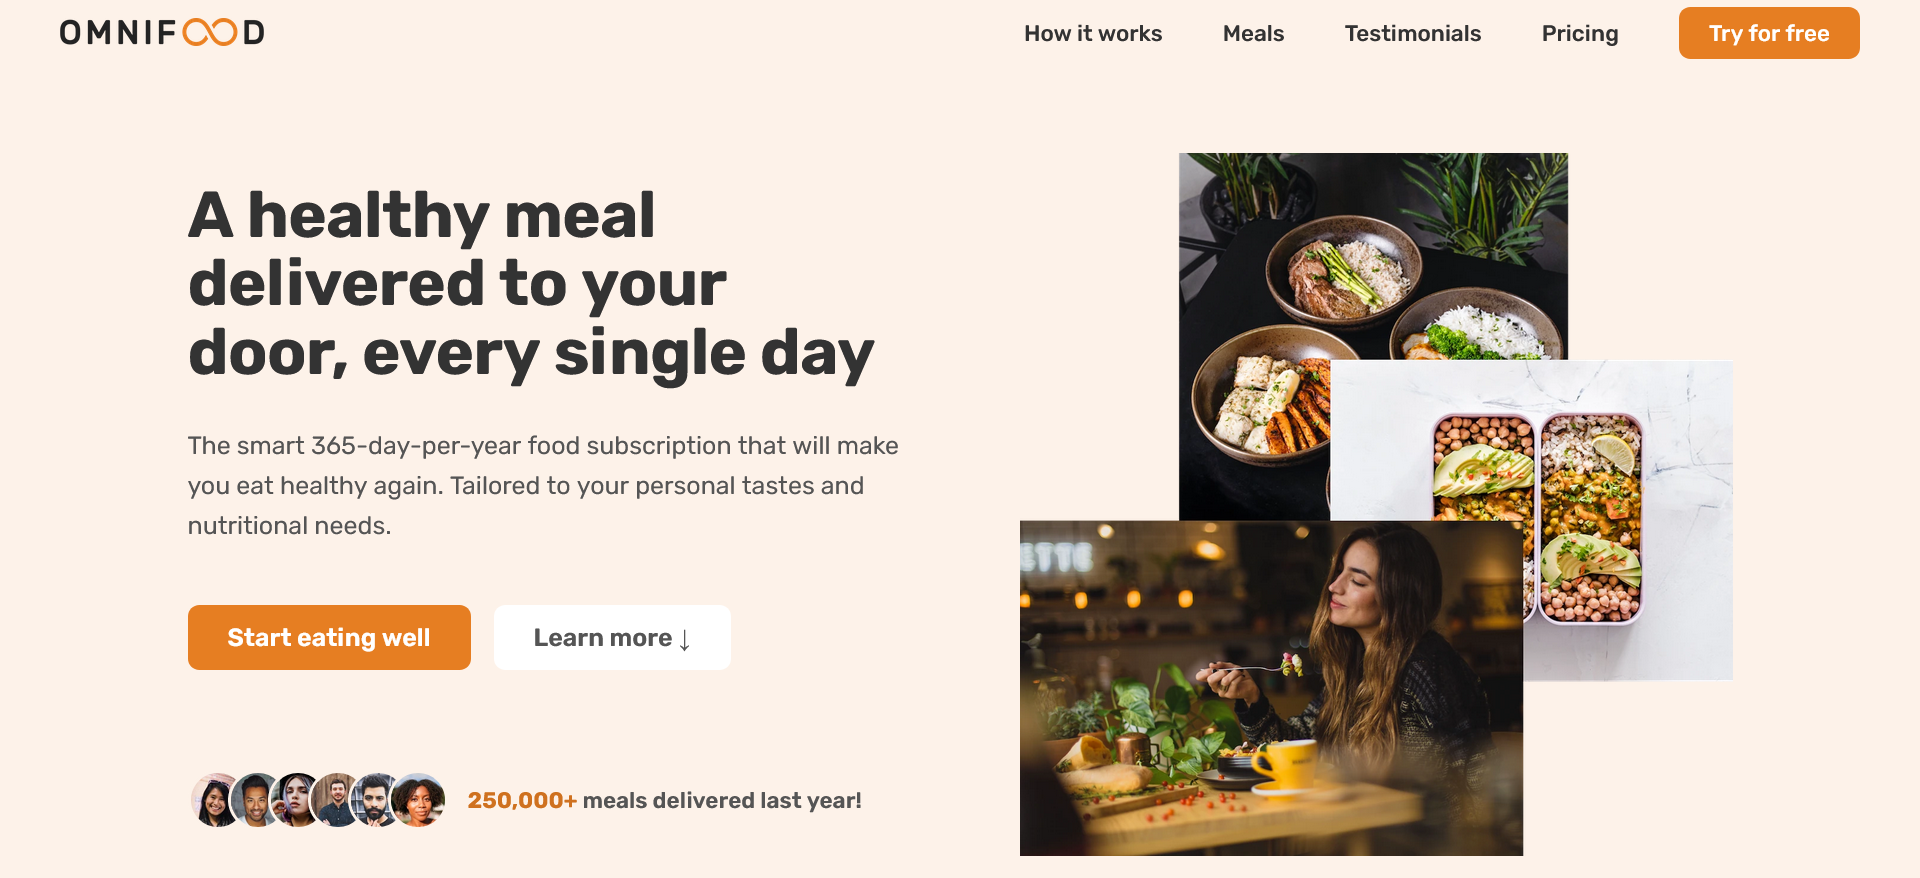 OMNIFOOD
How it works
Meals
Testimonials
Pricing
Try for free
A healthy meal
delivered to your
door, every single day
The smart 365-day-per-year food subscription that will make
you eat healthy again. Tailored to your personal tastes and
nutritional needs.
Start eating well
Learn more ↓
250,000+ meals delivered last year!
ETTE